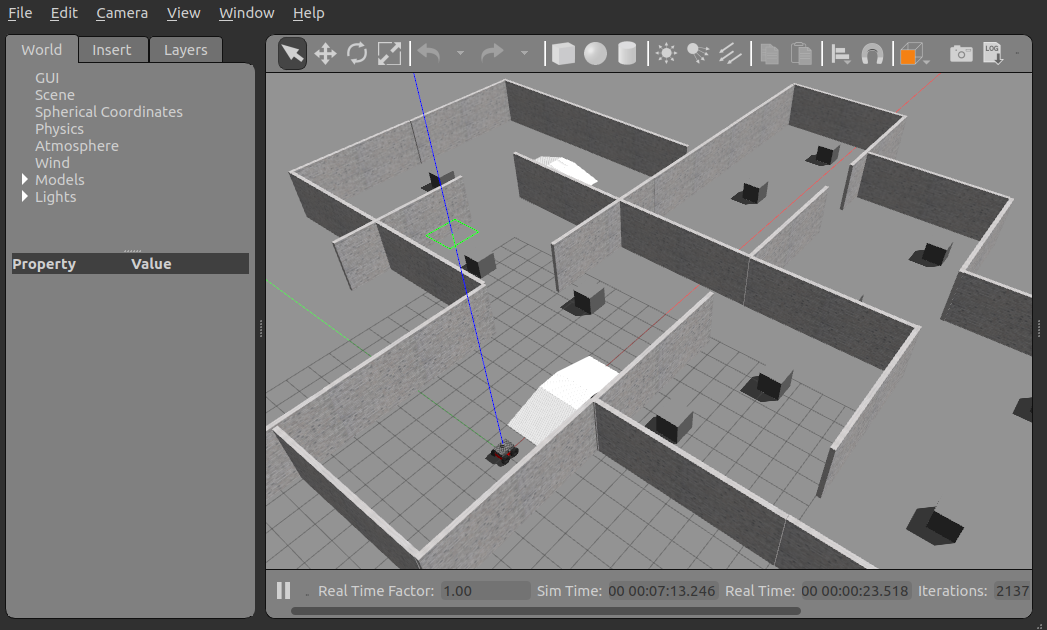 File Edit Camera View Window Help
World Insert Layers
LOG
GUI
Scene
Spherical Coordinates
Physics
Atmosphere
Wind
Models
Lights
Property Value
Real Time Factor: 1.00 Sim Time: 00 00:07:13.246 Real Time: 00 00:00:23.518 Iterations: 2137